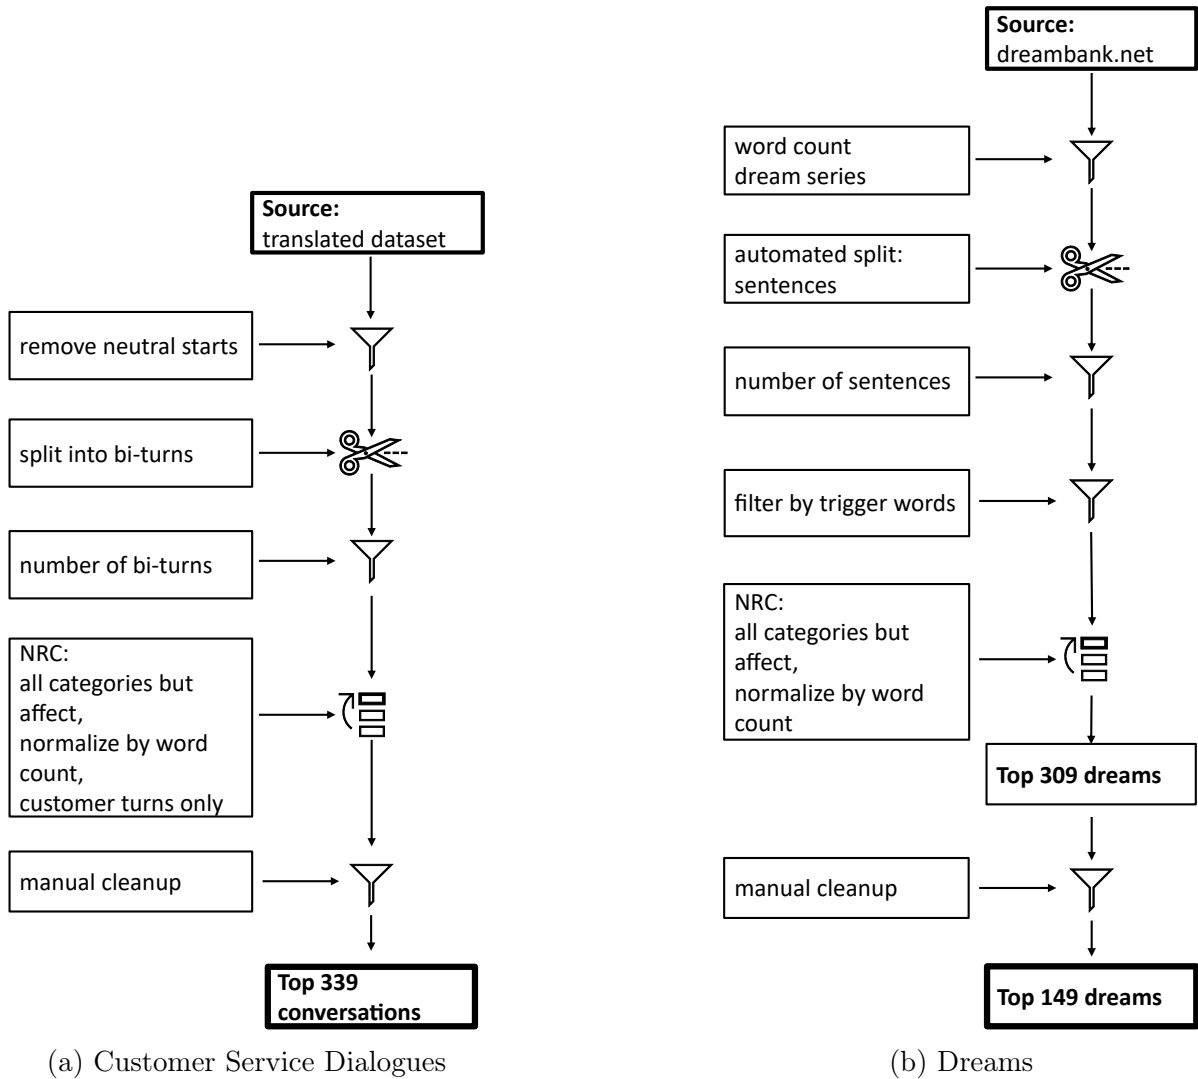 Source:
translated dataset
remove neutral starts
split into bi-turns
number of bi-turns
NRC:
all categories but
affect,
normalize by word
count,
customer turns only
manual cleanup
Top 339
conversations
(a) Customer Service Dialogues
Source:
dreambank.net
word count
dream series
automated split:
sentences
number of sentences
filter by trigger words
NRC:
all categories but
affect,
normalize by word
count
Top 309 dreams
manual cleanup
Top 149 dreams
(b) Dreams